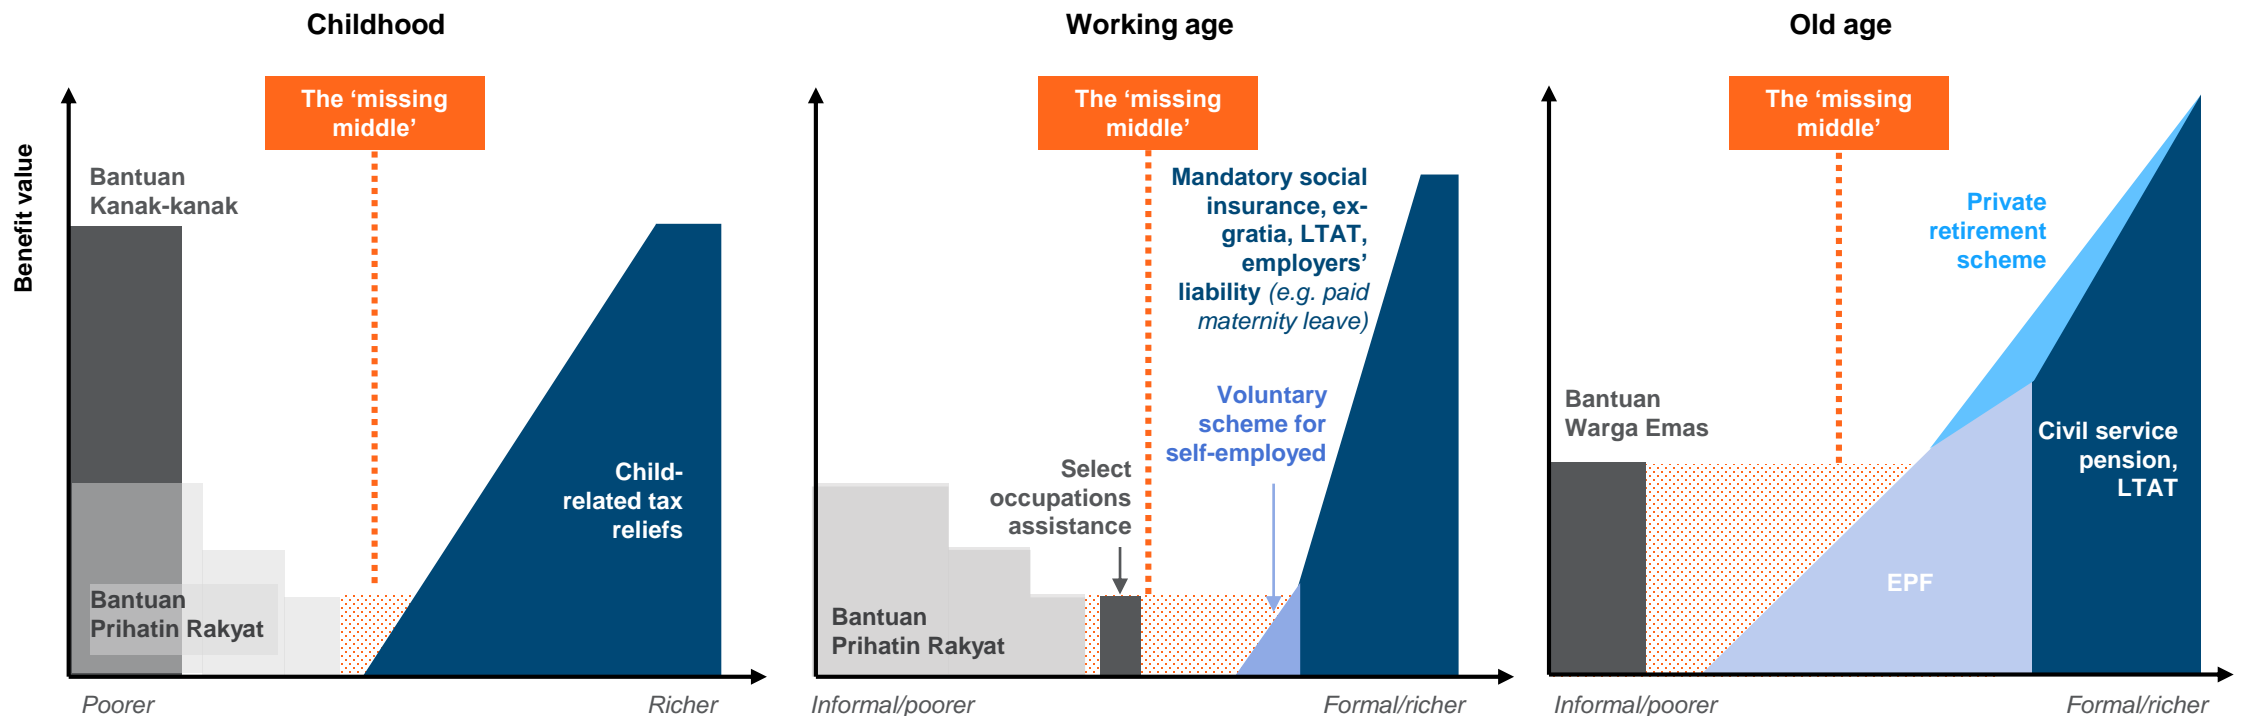 Childhood
The ‘missing
middle’
Benefit value
Bantuan
Kanak-kanak
Bantuan
Prihatin Rakyat
Child-
related tax
reliefs
Poorer
Richer
Working age
The ‘missing
middle’
Mandatory social
insurance, ex-
gratia, LTAT,
employers’
liability (e.g. paid
maternity leave)
Voluntary
scheme for
self-employed
Select
occupations
assistance
Bantuan
Prihatin Rakyat
Informal/poorer
Formal/richer
Old age
The ‘missing
middle’
Private
retirement
scheme
Bantuan
Warga Emas
Civil service
pension,
LTAT
EPF
Informal/poorer
Formal/richer